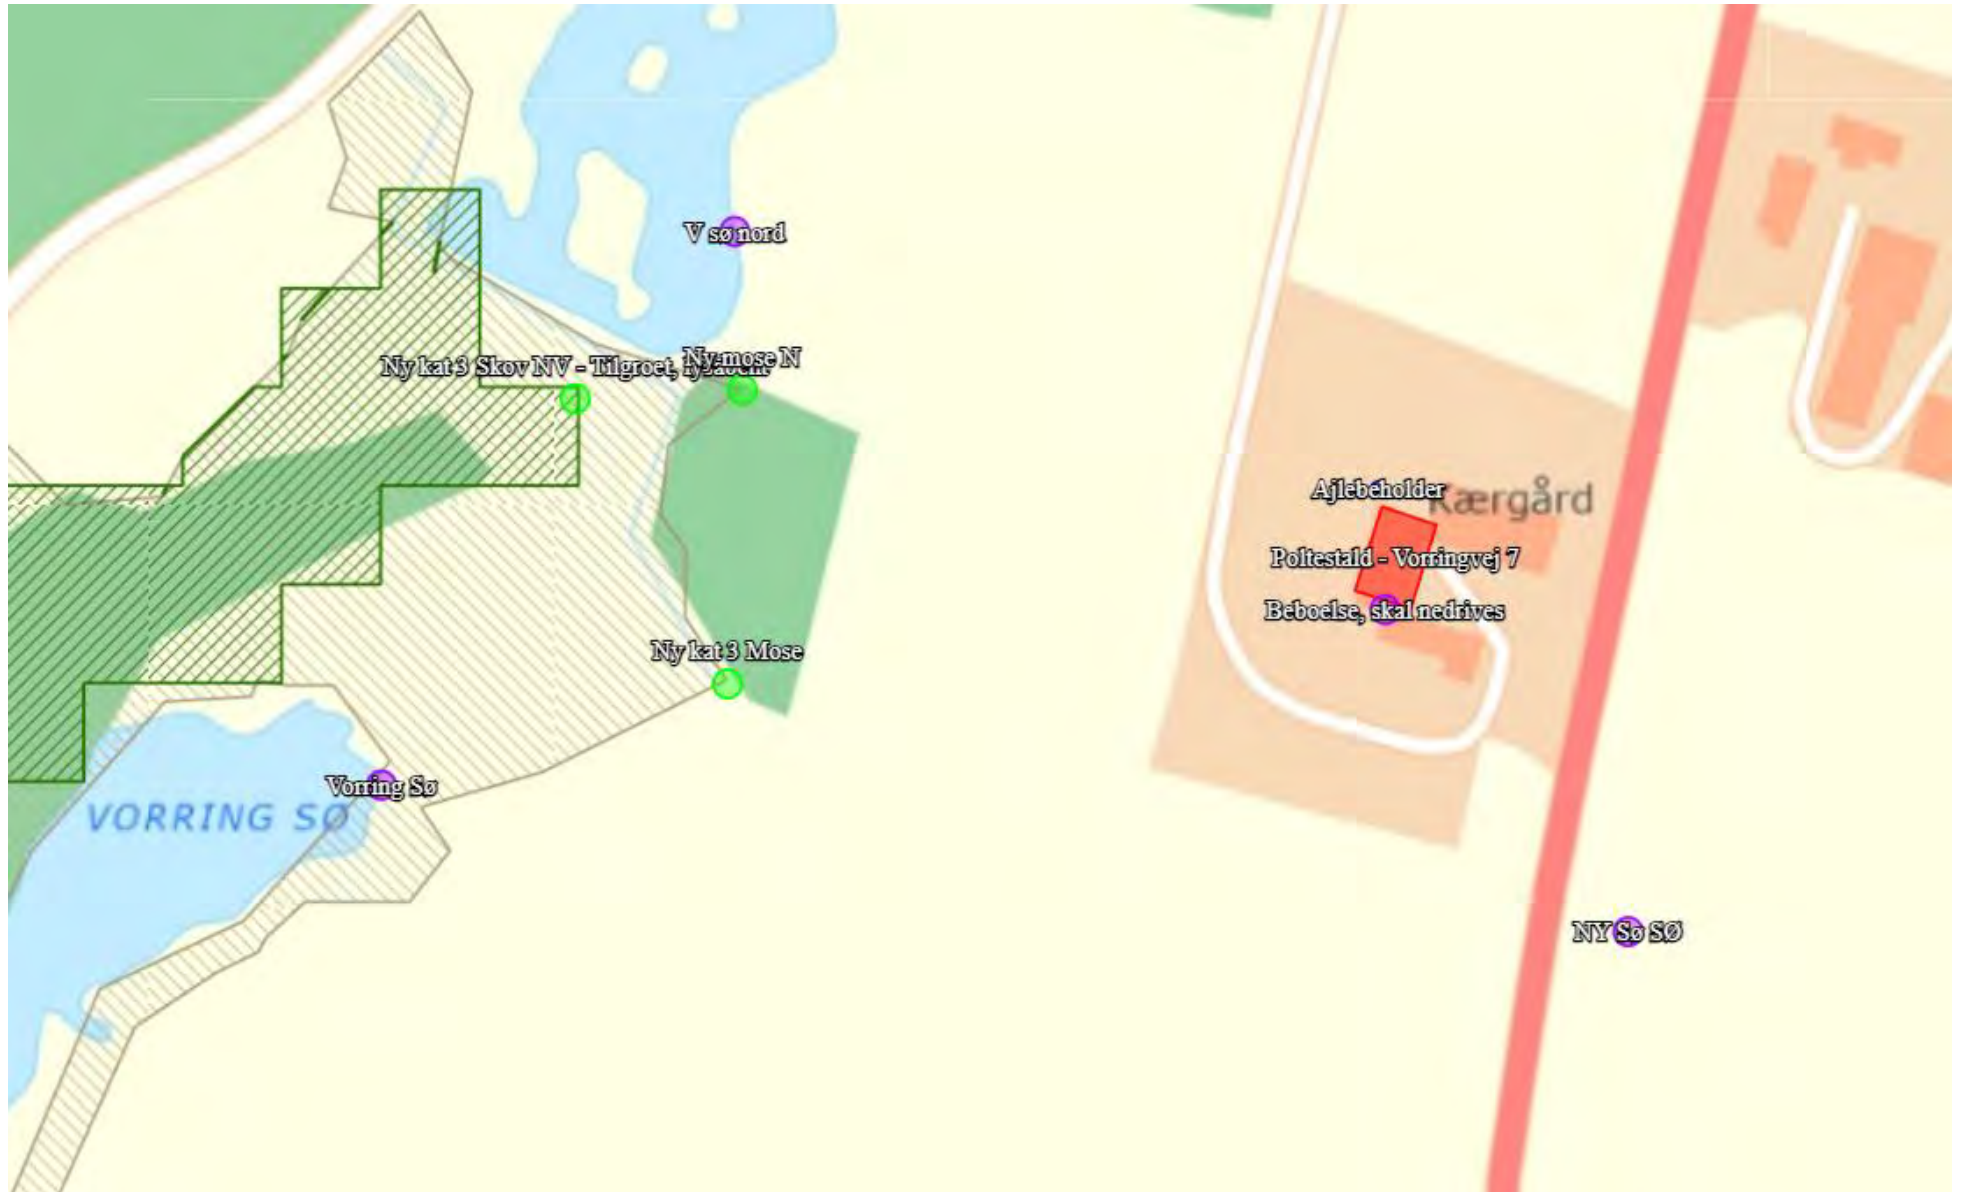 V sø nord
Ny mose N
Ny kat 3 Skov NV - Tilgroet,
Ajlebeholder
Kærgård
Poltestald - Vorringvej 7
Beboelse, skal nedrives
Ny kat 3 Mose
Vorring Sø
VORRING SØ
NY Sø SØ